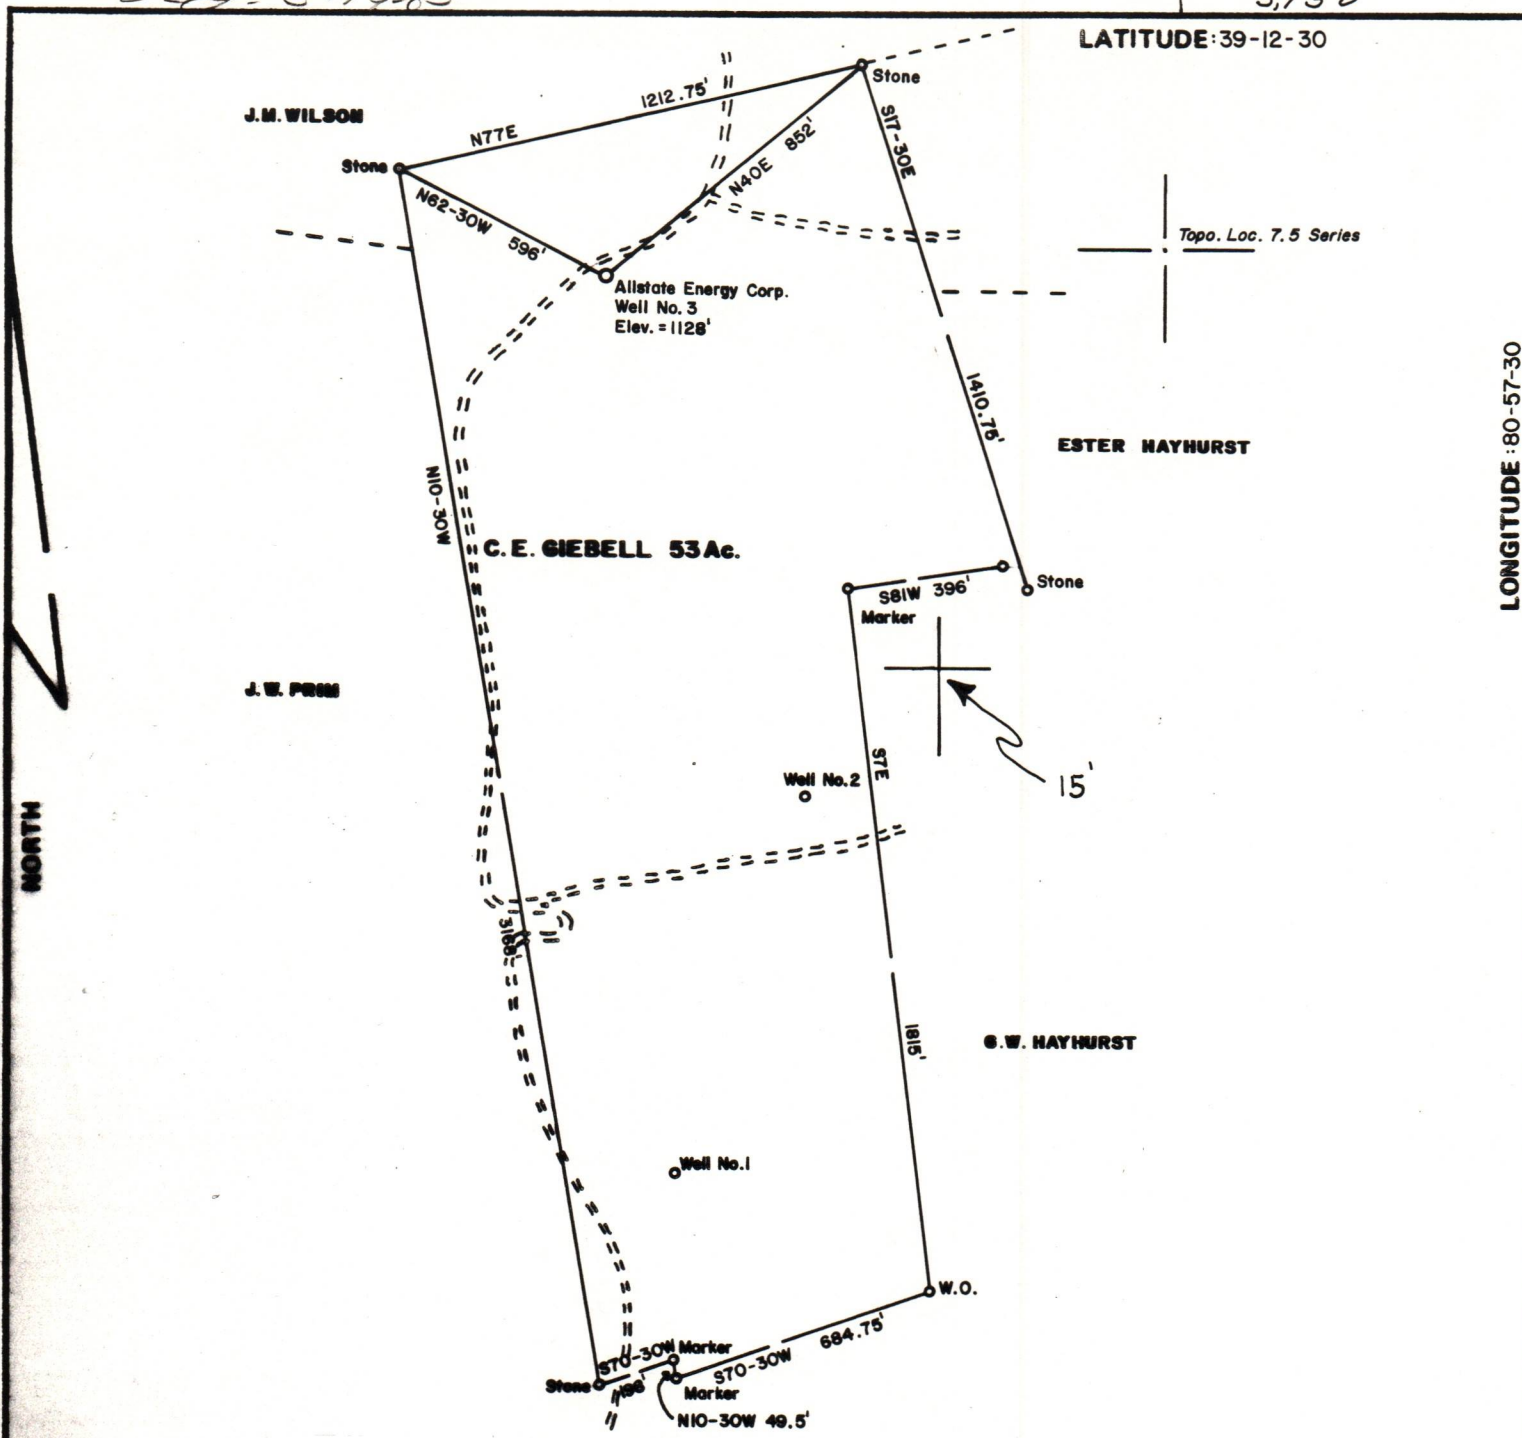 LATITUDE:39-12-30
Stone
1212.75'
J.M. WILSON
N77E
S17-30E
852'
N40E
Stone
N62-30W 596'
Topo. Loc. 7.5 Series
Allstate Energy Corp.
Well No. 3
Elev. = 1128'
LONGITUDE:80-57-30
1410.75'
ESTER HAYHURST
N10-30W
C. E. GIEBELL 53Ac.
Stone
S81W 396'
Marker
J. W. PRIM
S7E
Well No. 2
15'
NORTH
3168'
1815'
G.W. HAYHURST
Well No. 1
W.O.
684.75'
S70-30W
S70-30W Marker
Stone 198'
Marker
N10-30W 49.5'